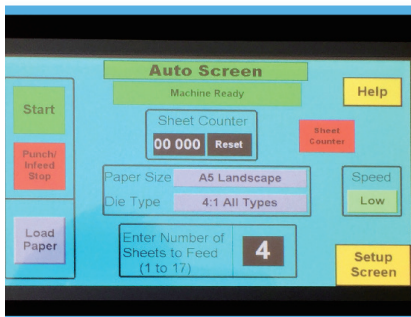 Auto Screen
Machine Ready
Help
Start
Sheet Counter
00 000 Reset
Sheet
Counter
Punch/
Infeed
Stop
Paper Size A5 Landscape
Speed
Die Type 4:1 All Types
Low
Load
Paper
Enter Number of
Sheets to Feed
(1 to 17)
4
Setup
Screen